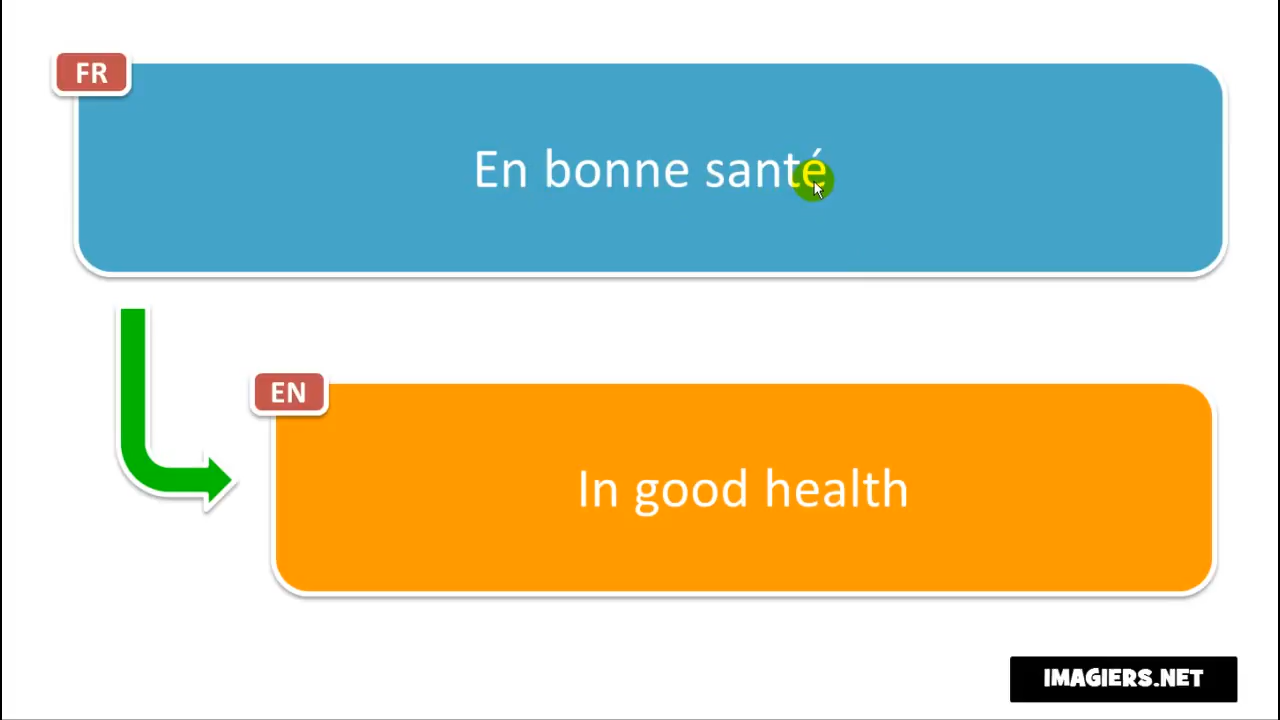 FR
En bonne santé
EN
In good health
IMAGIERS.NET